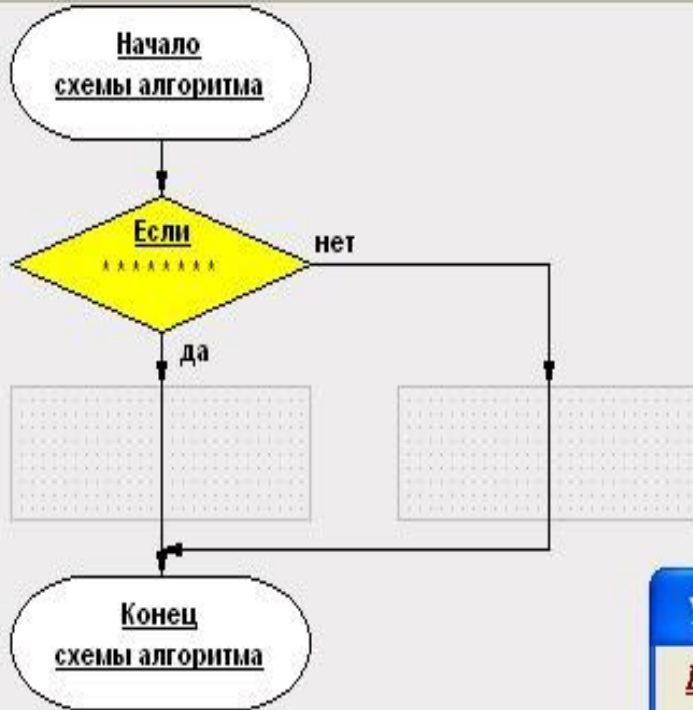 Начало
схемы алгоритма
Если
********
нет
да
Конец
схемы алгоритма